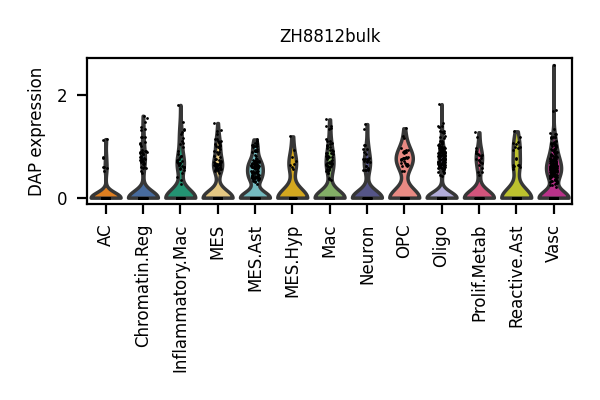 ZH8812bulk
DAP expression
2
0
AC
Chromatin.Reg
Inflammatory.Mac
MES
MES.Ast
MES.Hyp
Mac
Neuron
OPC
Oligo
Prolif.Metab
Reactive.Ast
Vasc